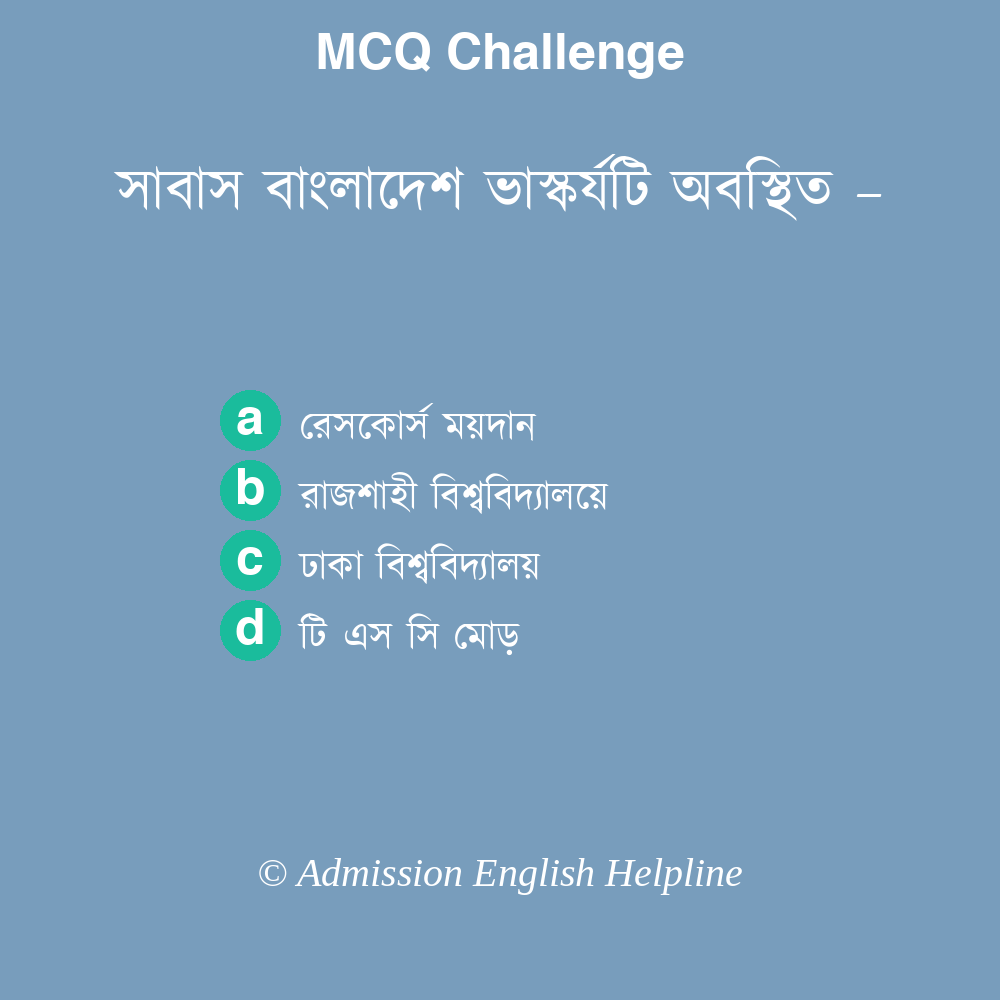 MCQ Challenge
সাবাস বাংলাদেশ ভাস্কর্যটি অবস্থিত –
a রেসকোর্স ময়দান
b রাজশাহী বিশ্ববিদ্যালয়ে
c ঢাকা বিশ্ববিদ্যালয়
d টি এস সি মোড়
© Admission English Helpline